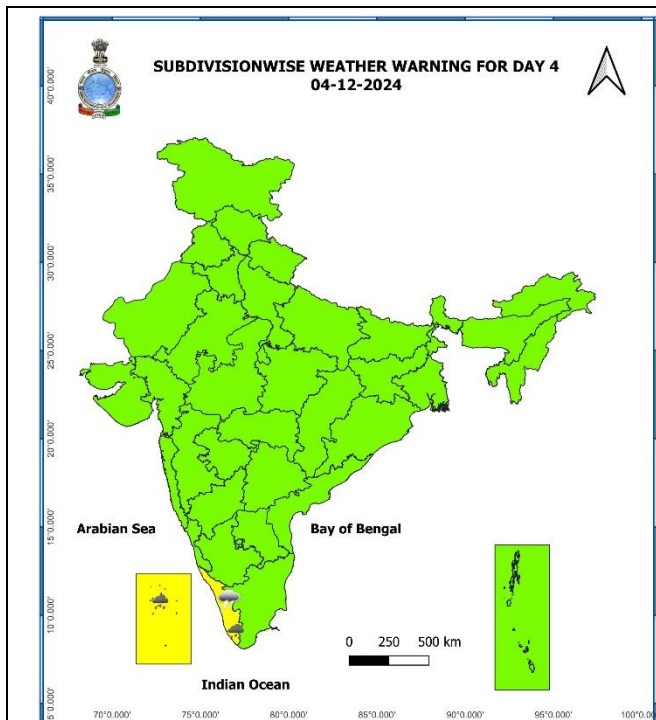 SUBDIVISIONWISE WEATHER WARNING FOR DAY 4
04-12-2024
40°0.000'
35°0.000'
30°0.000'
25°0.000'
20°0.000'
15°0.000'
10°0.000'
5°0.000'
Arabian Sea
Bay of Bengal
0 250 500 km
Indian Ocean
70°0.000' 75°0.000' 80°0.000' 85°0.000' 90°0.000' 95°0.000' 100°0.000'